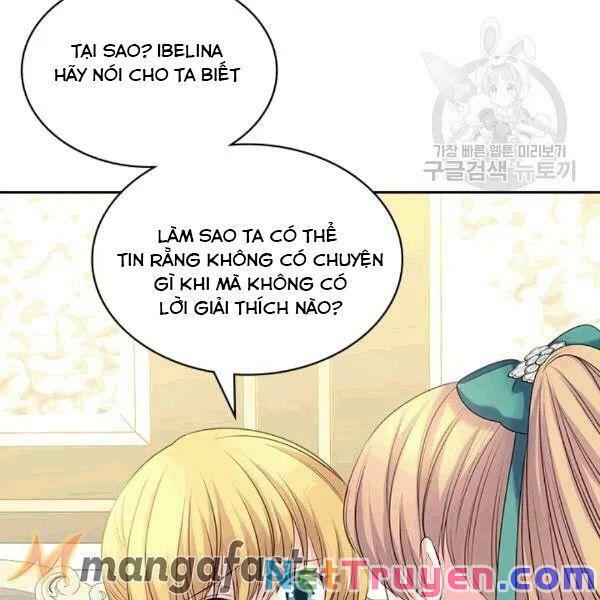 TẠI SAO? IBELINA
HÃY NÓI CHO TA BIẾT
가장 빠른 웹툰 미리보기
구글검색 뉴토끼
LÀM SAO TA CÓ THỂ
TIN RẰNG KHÔNG CÓ CHUYỆN
GÌ KHI MÀ KHÔNG CÓ
LỜI GIẢI THÍCH NÀO?
mangafast
NetTruyen.com